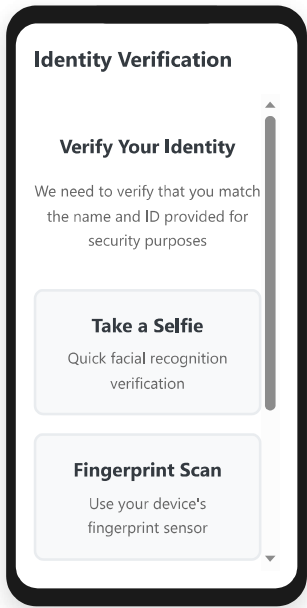 Identity Verification
Verify Your Identity
We need to verify that you match
the name and ID provided for
security purposes
Take a Selfie
Quick facial recognition
verification
Fingerprint Scan
Use your device's
fingerprint sensor